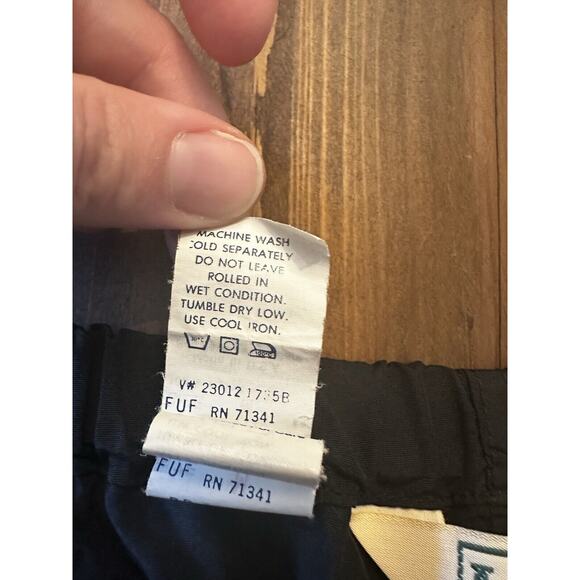 MACHINE WASH
COLD SEPARATELY
DO NOT LEAVE
ROLLED IN
WET CONDITION.
TUMBLE DRY LOW.
USE COOL IRON.
V# 23012
FUF RN 71341
FUF RN 71341